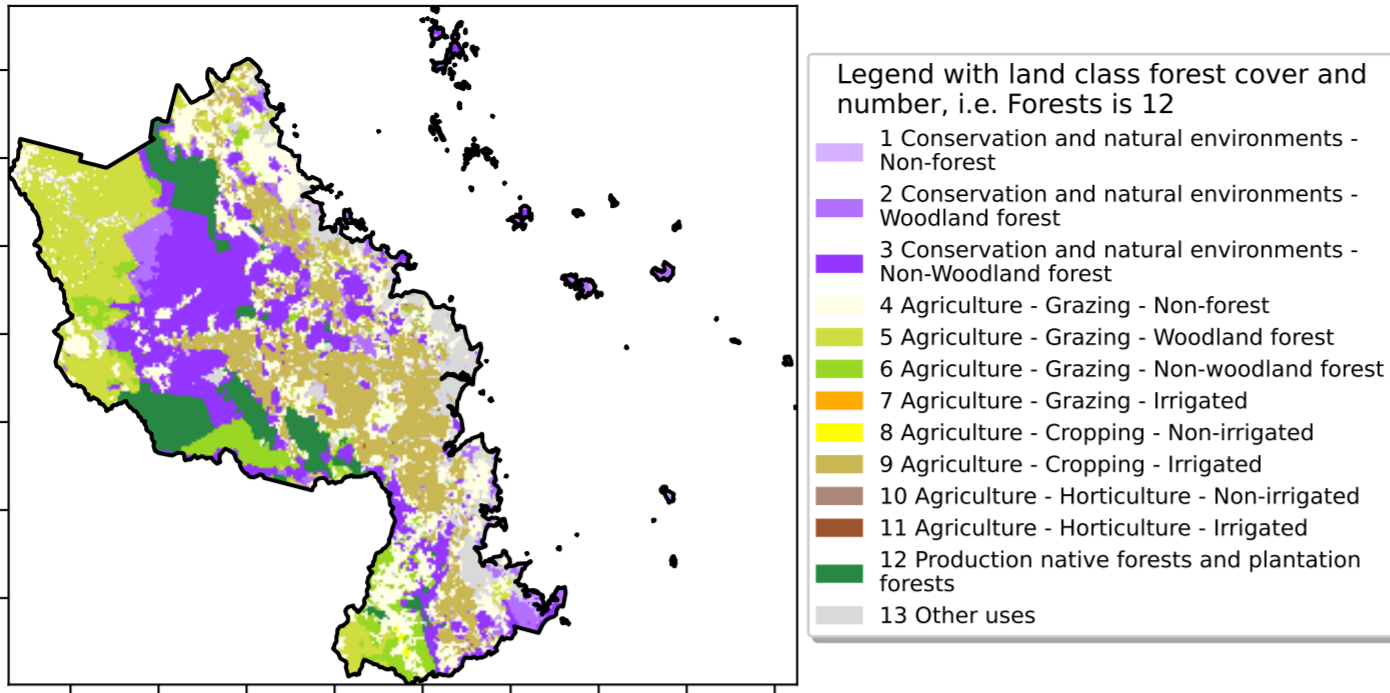 Legend with land class forest cover and
number, i.e. Forests is 12
1 Conservation and natural environments -
Non-forest
2 Conservation and natural environments -
Woodland forest
3 Conservation and natural environments -
Non-Woodland forest
4 Agriculture - Grazing - Non-forest
5 Agriculture - Grazing - Woodland forest
6 Agriculture - Grazing - Non-woodland forest
7 Agriculture - Grazing - Irrigated
8 Agriculture - Cropping - Non-irrigated
9 Agriculture - Cropping - Irrigated
10 Agriculture - Horticulture - Non-irrigated
11 Agriculture - Horticulture - Irrigated
12 Production native forests and plantation
forests
13 Other uses